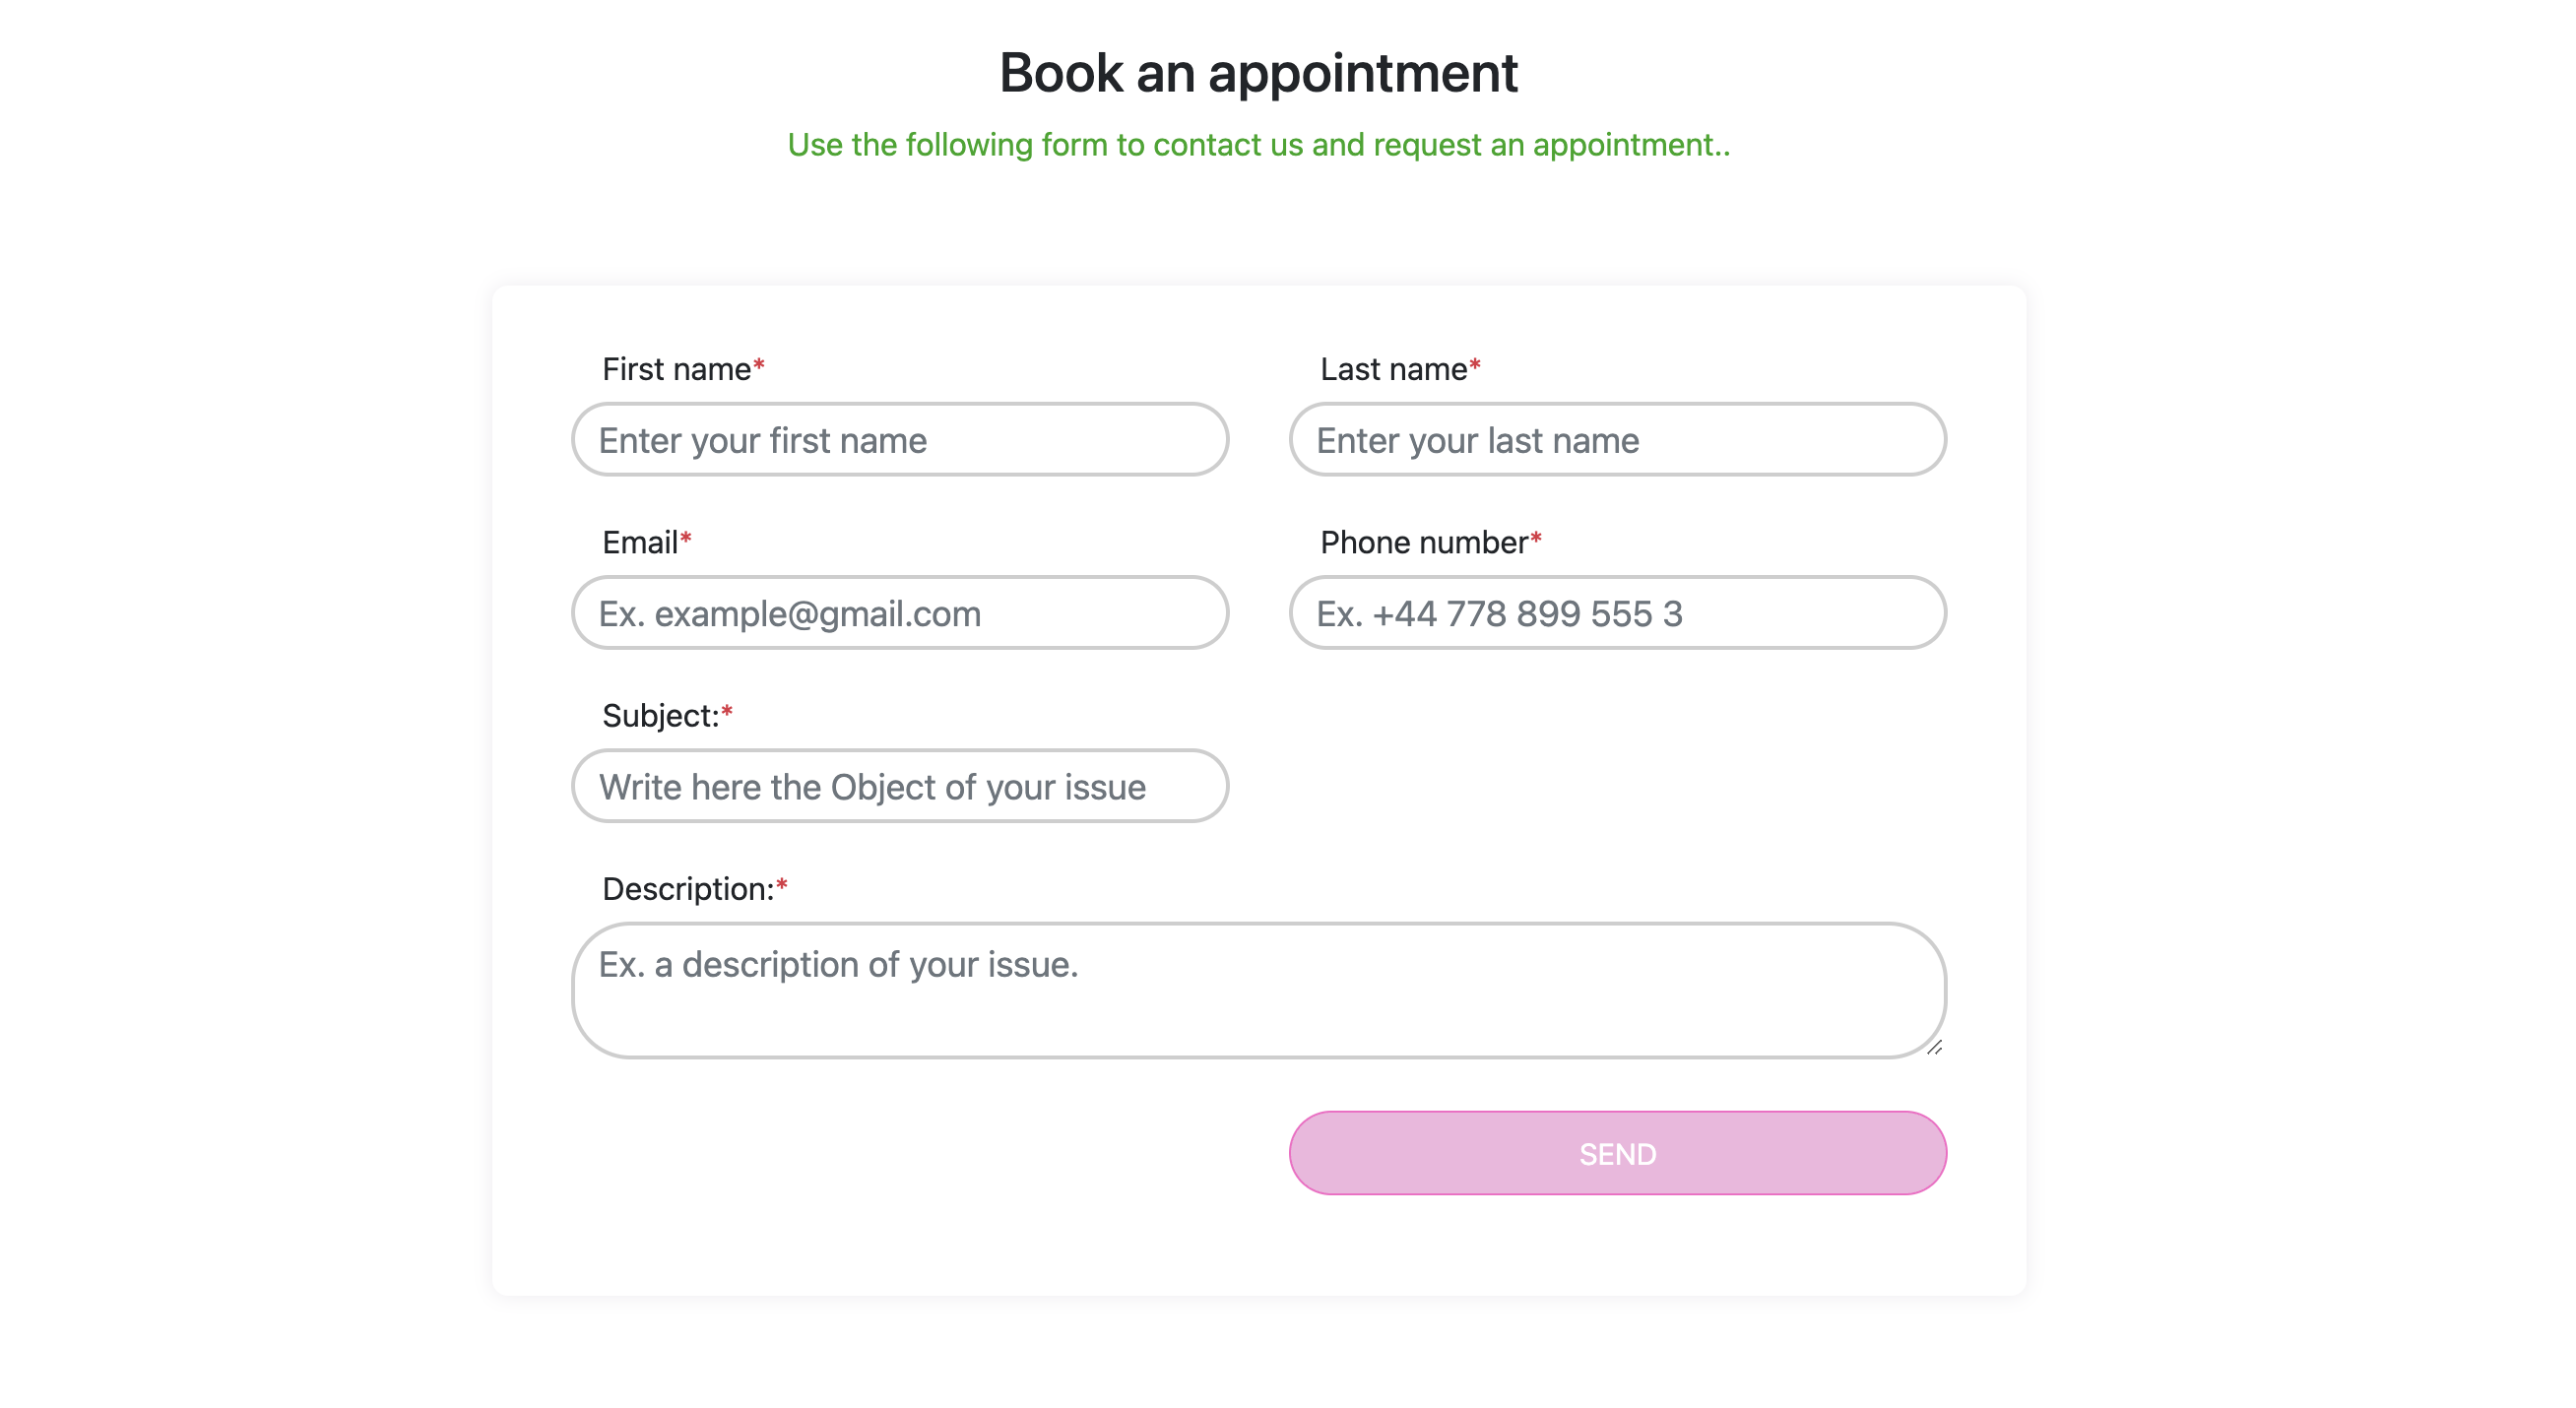 Book an appointment
Use the following form to contact us and request an appointment..
First name*
Last name*
Enter your first name
Enter your last name
Email*
Phone number*
Ex. example@gmail.com
Ex. +44 778 899 555 3
Subject:*
Write here the Object of your issue
Description:*
Ex. a description of your issue.
SEND